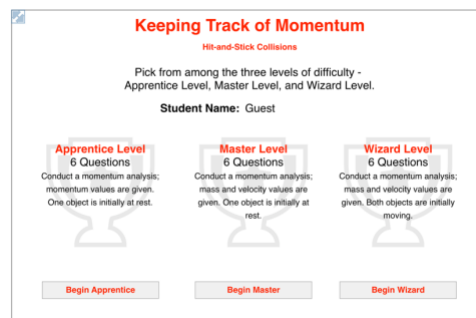 Keeping Track of Momentum
Hit-and-Stick Collisions
Pick from among the three levels of difficulty -
Apprentice Level, Master Level, and Wizard Level.
Student Name: Guest
Apprentice Level
6 Questions
Conduct a momentum analysis;
momentum values are given.
One object is initially at rest.
Master Level
6 Questions
Conduct a momentum analysis;
mass and velocity values are
given. One object is initially at
rest.
Wizard Level
6 Questions
Conduct a momentum analysis;
mass and velocity values are
given. Both objects are initially
moving.
Begin Apprentice
Begin Master
Begin Wizard